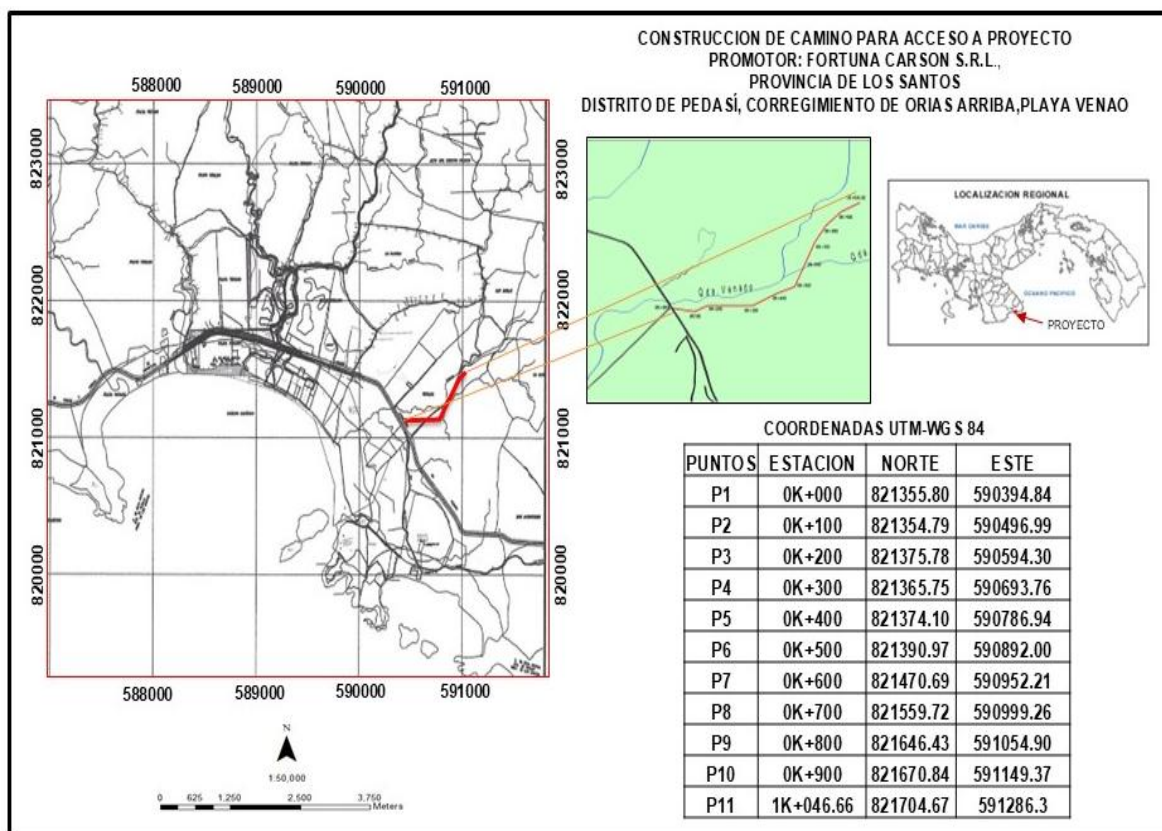 CONSTRUCCION DE CAMINO PARA ACCESO A PROYECTO
PROMOTOR: FORTUNA CARSON S.R.L.,
PROVINCIA DE LOS SANTOS
DISTRITO DE PEDASÍ, CORREGIMIENTO DE ORIAS ARRIBA,PLAYA VENAO
588000 589000 590000 591000
823000 823000
822000 822000
821000 821000
820000 820000
588000 589000 590000 591000
N
1:50,000
0 625 1,250 2,500 3,750
Meters
Qda. Venado
Qda.
LOCALIZACION REGIONAL
MAR CARIBE
OCEANO PACIFICO
PROYECTO
COORDENADAS UTM-WGS 84
PUNTOS ESTACION NORTE ESTE
P1 0K+000 821355.80 590394.84
P2 0K+100 821354.79 590496.99
P3 0K+200 821375.78 590594.30
P4 0K+300 821365.75 590693.76
P5 0K+400 821374.10 590786.94
P6 0K+500 821390.97 590892.00
P7 0K+600 821470.69 590952.21
P8 0K+700 821559.72 590999.26
P9 0K+800 821646.43 591054.90
P10 0K+900 821670.84 591149.37
P11 1K+046.66 821704.67 591286.3